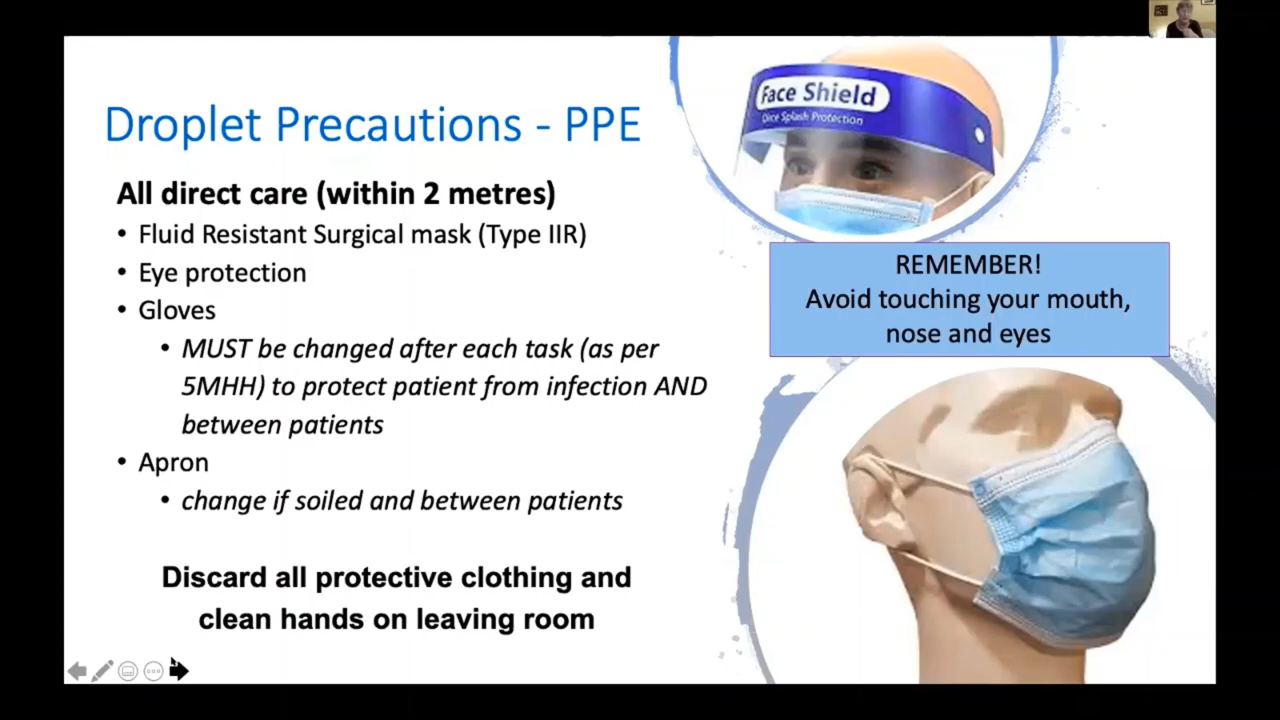 Droplet Precautions - PPE
All direct care (within 2 metres)
• Fluid Resistant Surgical mask (Type IIR)
• Eye protection
• Gloves
• MUST be changed after each task (as per
5MHH) to protect patient from infection AND
between patients
• Apron
• change if soiled and between patients
Discard all protective clothing and
clean hands on leaving room
Face Shield
Splash Protection
REMEMBER!
Avoid touching your mouth,
nose and eyes